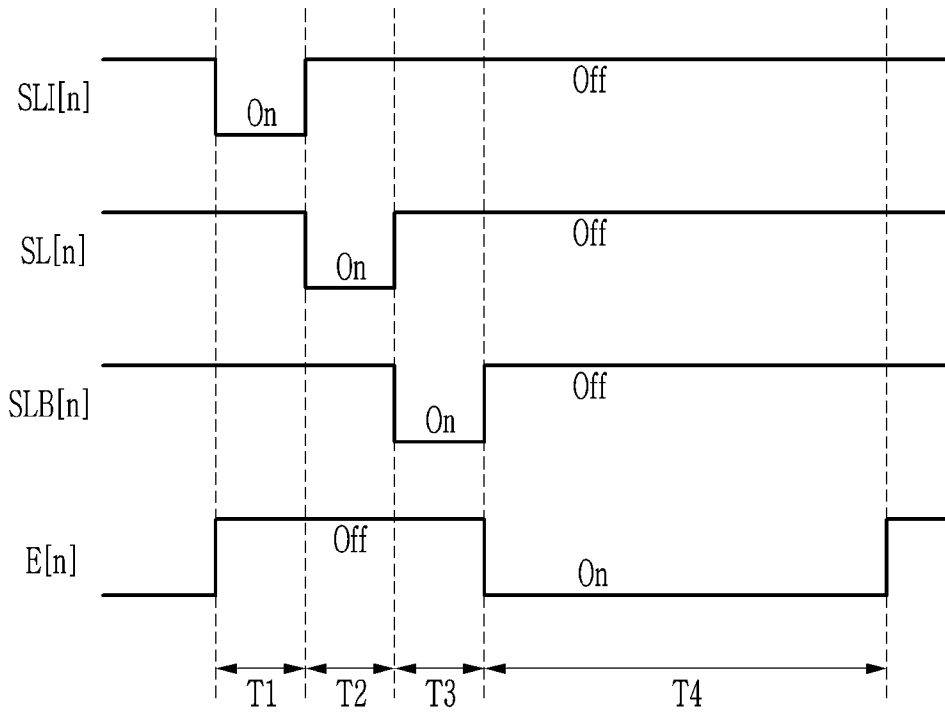 SLI[n]
On
Off
SL[n]
On
Off
SLB[n]
On
Off
E[n]
Off
On
T1
T2
T3
T4